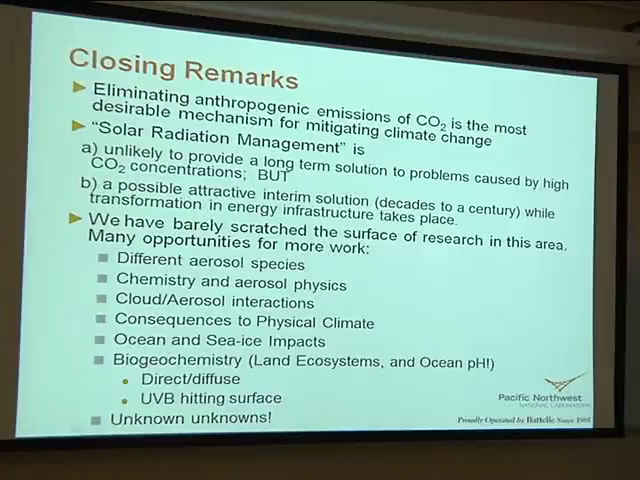 Closing Remarks
Eliminating anthropogenic emissions of CO2 is the most
desirable mechanism for mitigating climate change
"Solar Radiation Management" is
a) unlikely to provide a long term solution to problems caused by high
CO2 concentrations; BUT
b) a possible attractive interim solution (decades to a century) while
transformation in energy infrastructure takes place.
We have barely scratched the surface of research in this area.
Many opportunities for more work:
Different aerosol species
Chemistry and aerosol physics
Cloud/Aerosol interactions
Consequences to Physical Climate
Ocean and Sea-ice Impacts
Biogeochemistry (Land Ecosystems, and Ocean pH!)
Direct/diffuse
UVB hitting surface
Unknown unknowns!
Pacific Northwest
NATIONAL LABORATORY
Proudly Operated by Battelle Since 1965